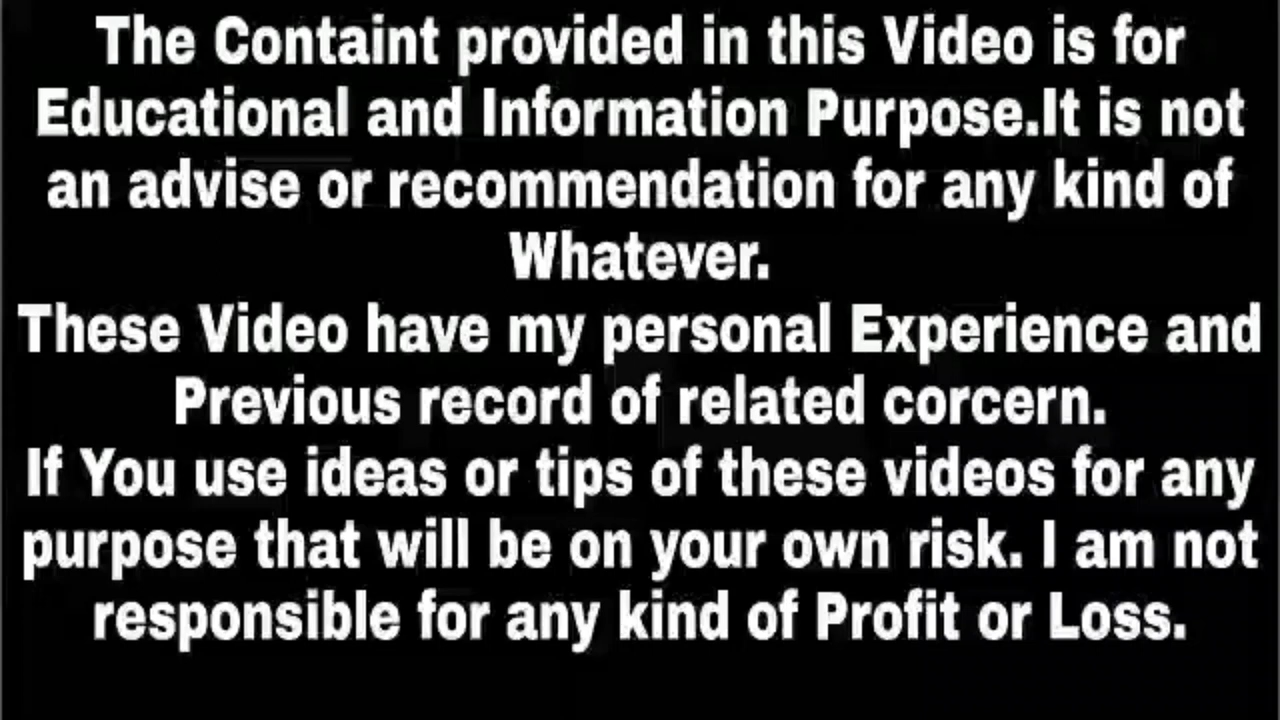 The Containt provided in this Video is for
Educational and Information Purpose.It is not
an advise or recommendation for any kind of
Whatever.
These Video have my personal Experience and
Previous record of related corcern.
If You use ideas or tips of these videos for any
purpose that will be on your own risk. I am not
responsible for any kind of Profit or Loss.